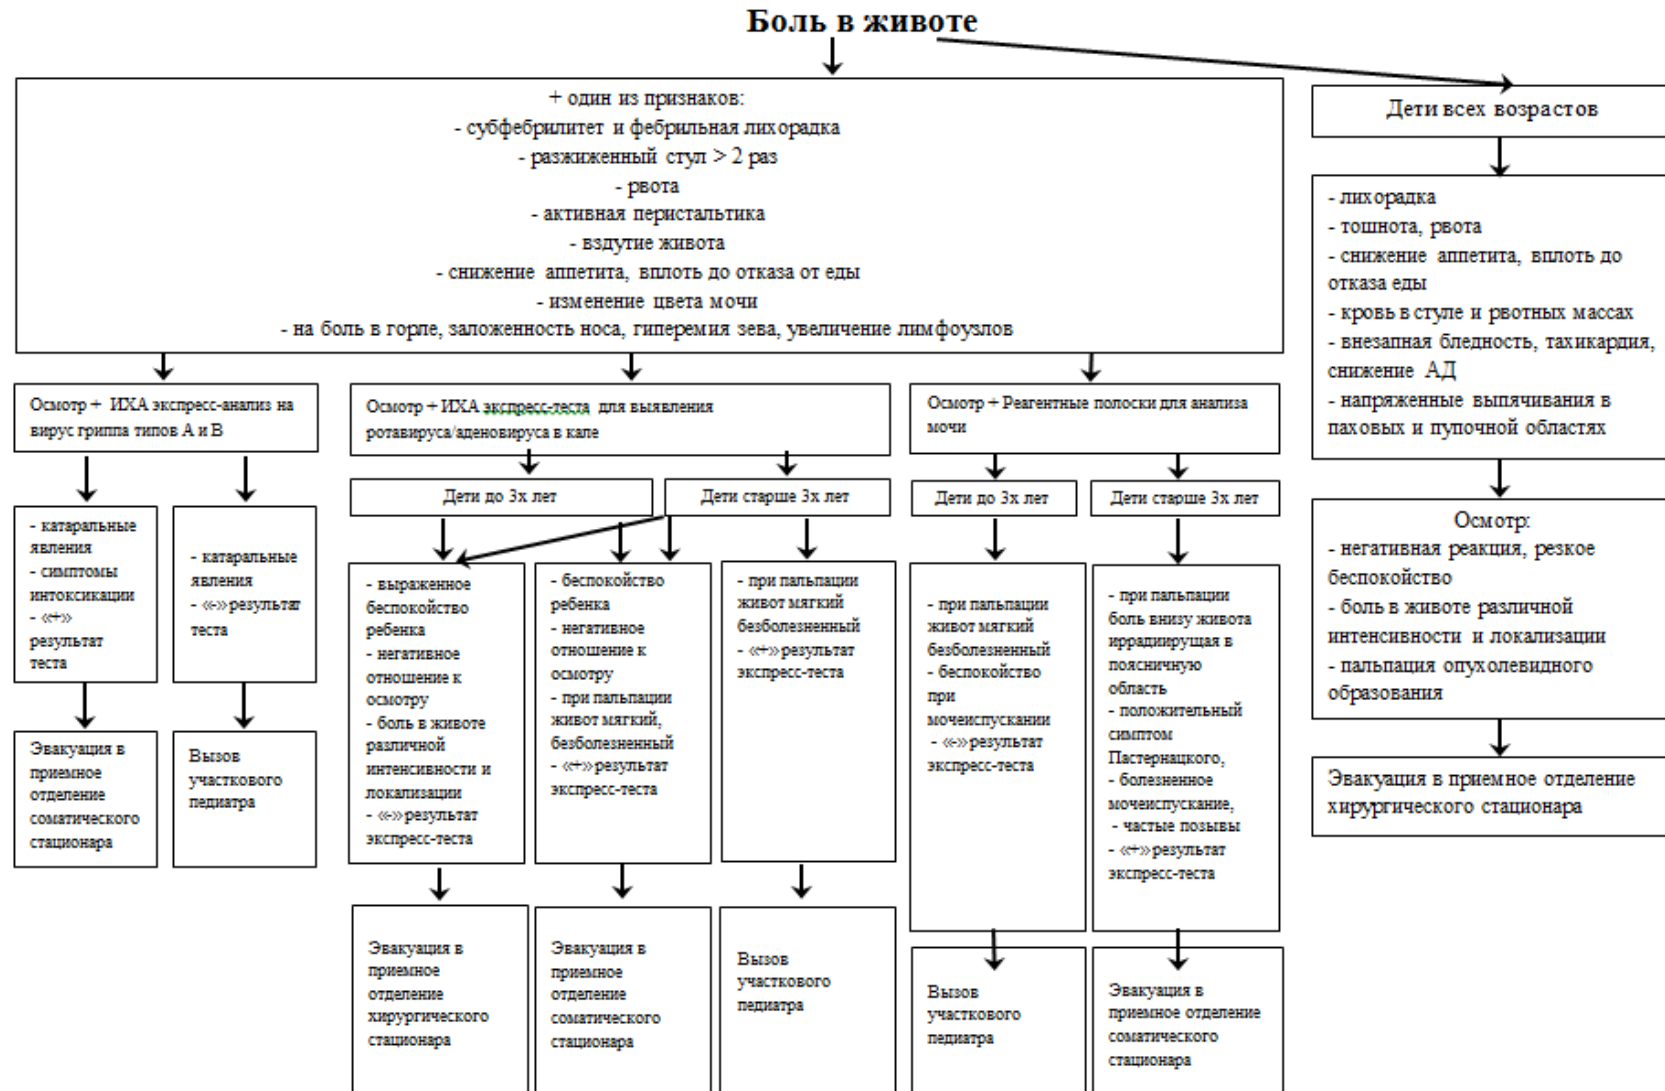 Боль в животе
+ один из признаков:
- субфебрилитет и фебрильная лихорадка
- разжиженный стул > 2 раз
- рвота
- активная перистальтика
- вздутие живота
- снижение аппетита, вплоть до отказа от еды
- изменение цвета мочи
- на боль в горле, заложенность носа, гиперемия зева, увеличение лимфоузлов
Осмотр + ИХА экспресс-анализ на
вирус гриппа типов А и В
- катаральные
явления
- симптомы
интоксикации
- «+»
результат
теста
Эвакуация в
приемное
отделение
соматического
стационара
- катаральные
явления
- «-» результат
теста
Вызов
участкового
педиатра
Осмотр + ИХА экспресс-теста для выявления
ротавируса/аденовируса в кале
Дети до 3х лет
Дети старше 3х лет
- выраженное
беспокойство
ребенка
- негативное
отношение к
осмотру
- боль в животе
различной
интенсивности и
локализации
- «-» результат
экспресс-теста
Эвакуация в
приемное
отделение
хирургического
стационара
- беспокойство
ребенка
- негативное
отношение к
осмотру
- при пальпации
живот мягкий,
безболезненный
- «+» результат
экспресс-теста
Эвакуация в
приемное
отделение
соматического
стационара
- при пальпации
живот мягкий
безболезненный
- «+» результат
экспресс-теста
Вызов
участкового
педиатра
Осмотр + Реагентные полоски для анализа
мочи
Дети до 3х лет
Дети старше 3х лет
- при пальпации
живот мягкий
безболезненный
- беспокойство
при
мочеиспускании
- «-» результат
экспресс-теста
Вызов
участкового
педиатра
- при пальпации
боль внизу живота
иррадиирущая в
поясничную
область
- положительный
симптом
Пастернацкого,
- болезненное
мочеиспускание,
- частые позывы
- «+» результат
экспресс-теста
Эвакуация в
приемное отделение
соматического
стационара
Дети всех возрастов
- лихорадка
- тошнота, рвота
- снижение аппетита, вплоть до
отказа еды
- кровь в стуле и рвотных массах
- внезапная бледность, тахикардия,
снижение АД
- напряженные выпячивания в
паховых и пупочной областях
Осмотр:
- негативная реакция, резкое
беспокойство
- боль в животе различной
интенсивности и локализации
- пальпация опухолевидного
образования
Эвакуация в приемное отделение
хирургического стационара